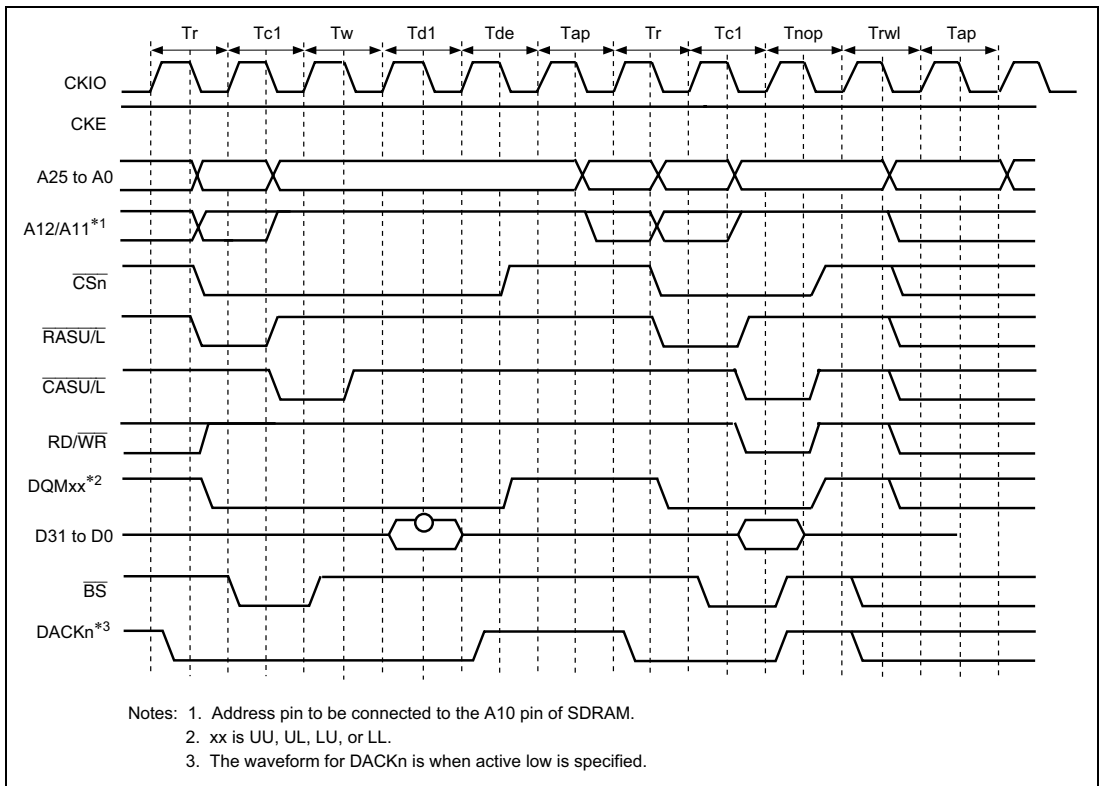 Tr Tc1 Tw Td1 Tde Tap Tr Tc1 Tnop Trwl Tap
CKIO
CKE
A25 to A0
A12/A11*1
CSn
RASU/L
CASU/L
RD/WR
DQMxx*2
D31 to D0
BS
DACKn*3
Notes: 1. Address pin to be connected to the A10 pin of SDRAM.
2. xx is UU, UL, LU, or LL.
3. The waveform for DACKn is when active low is specified.